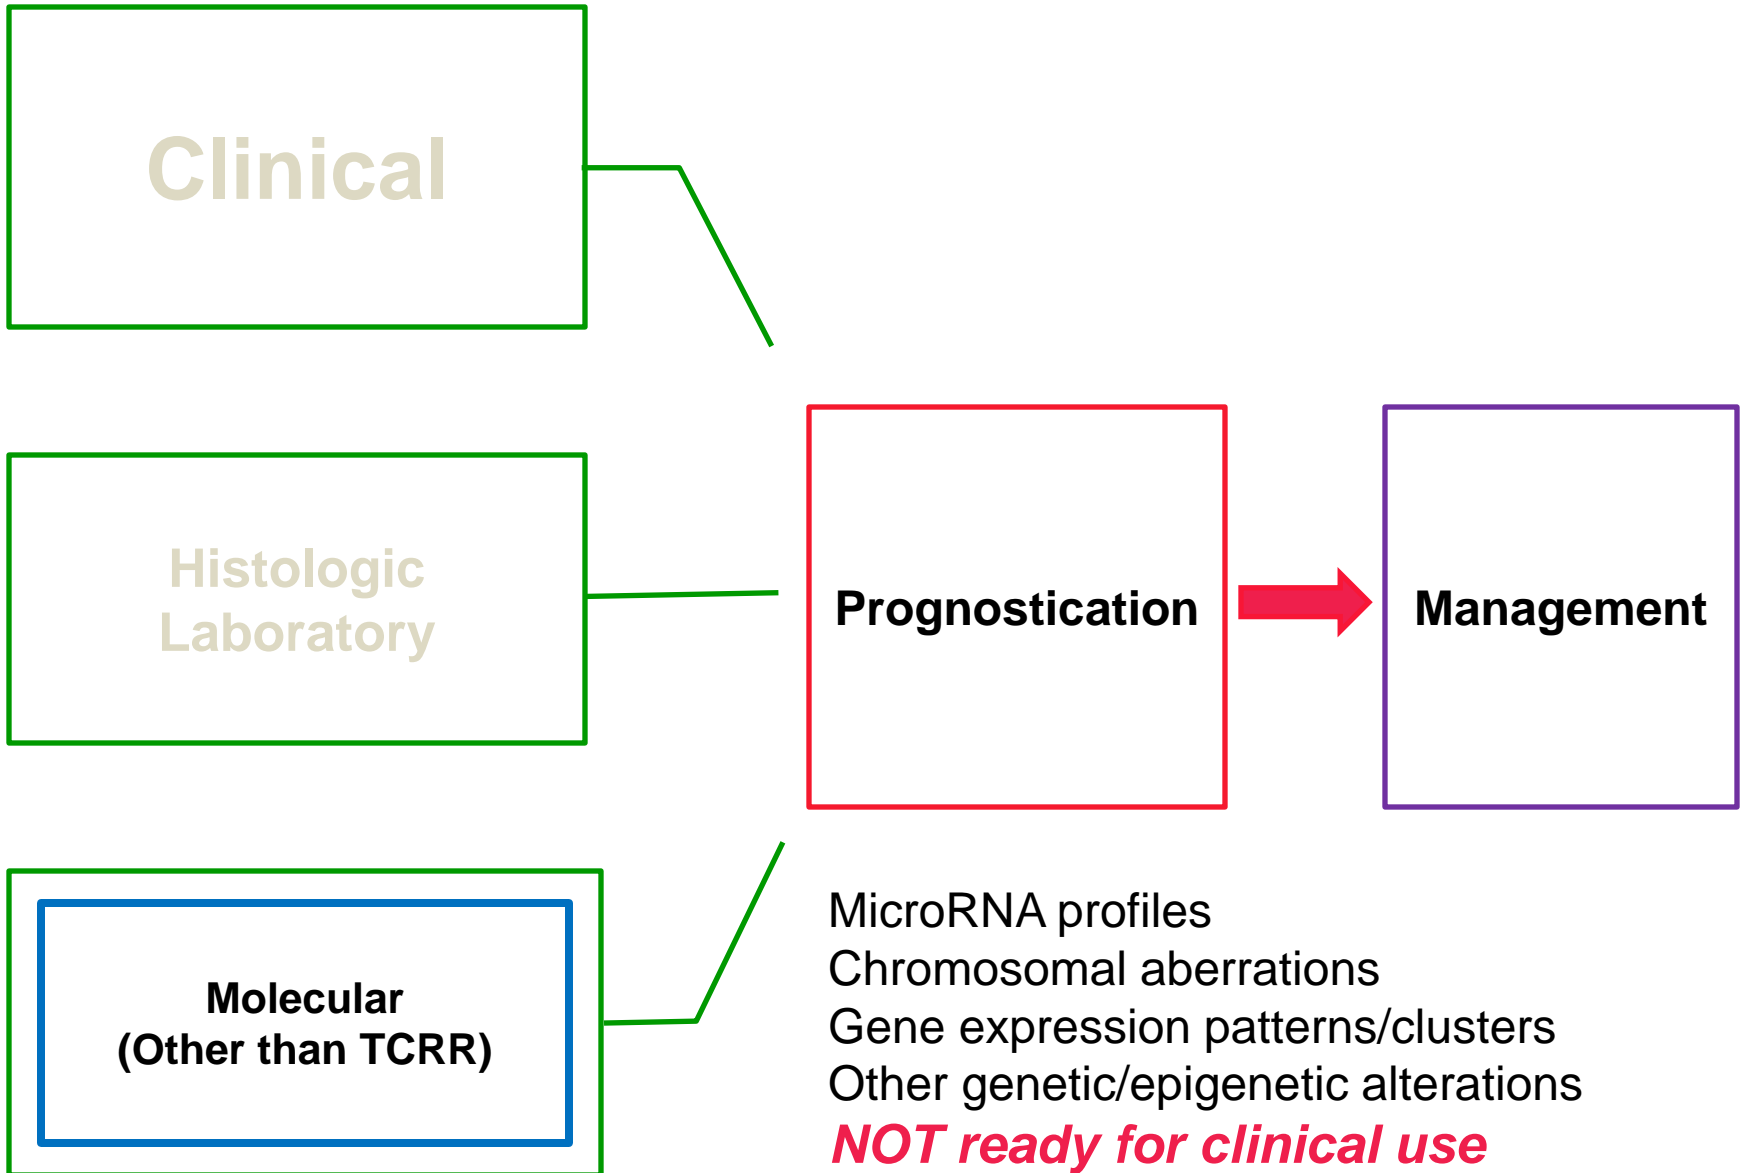 Clinical
Histologic
Laboratory
Prognostication
Management
Molecular
(Other than TCRR)
MicroRNA profiles
Chromosomal aberrations
Gene expression patterns/clusters
Other genetic/epigenetic alterations
NOT ready for clinical use